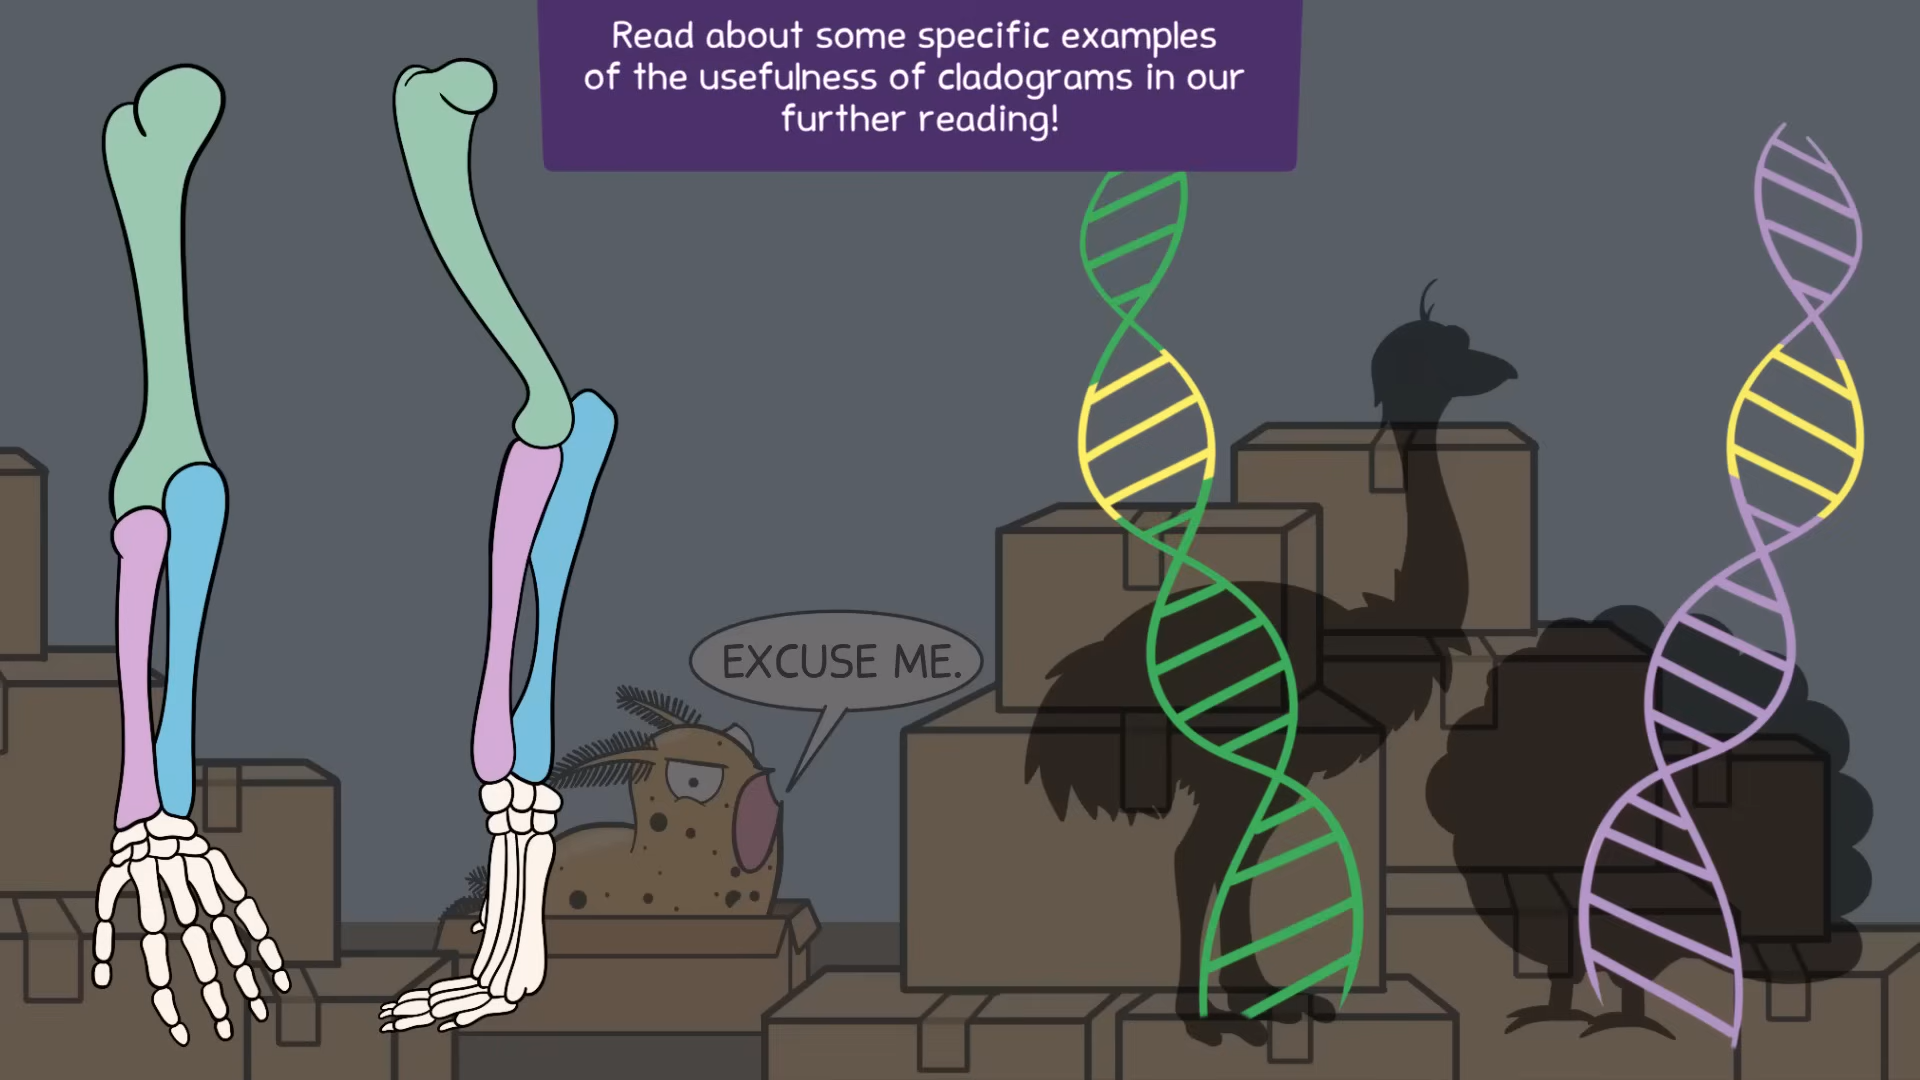 Read about some specific examples
of the usefulness of cladograms in our
further reading!
EXCUSE ME.